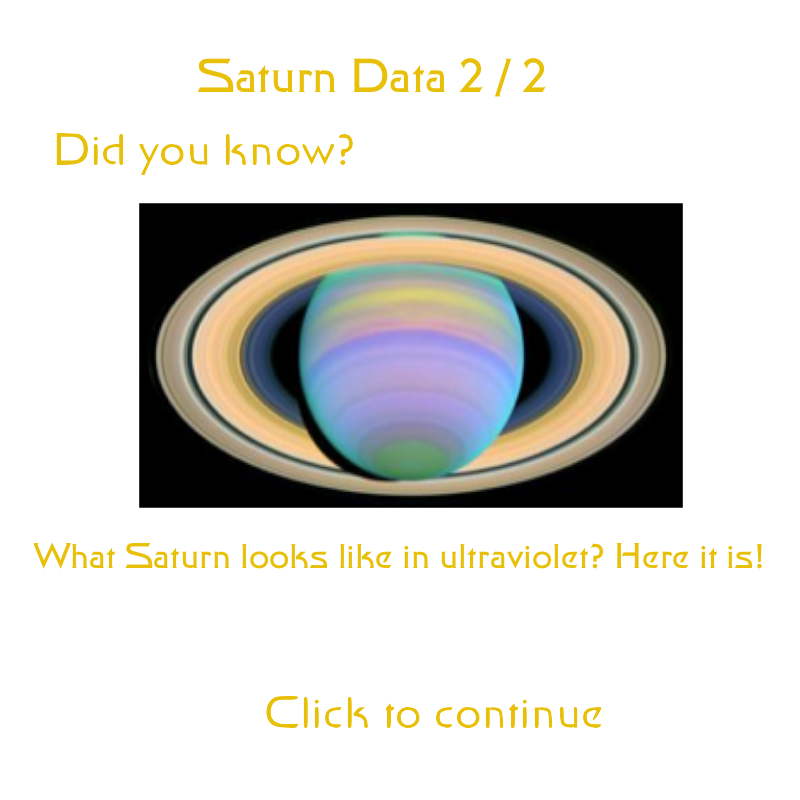 Saturn Data 2 / 2
Did you know?
What Saturn looks like in ultraviolet? Here it is!
Click to continue